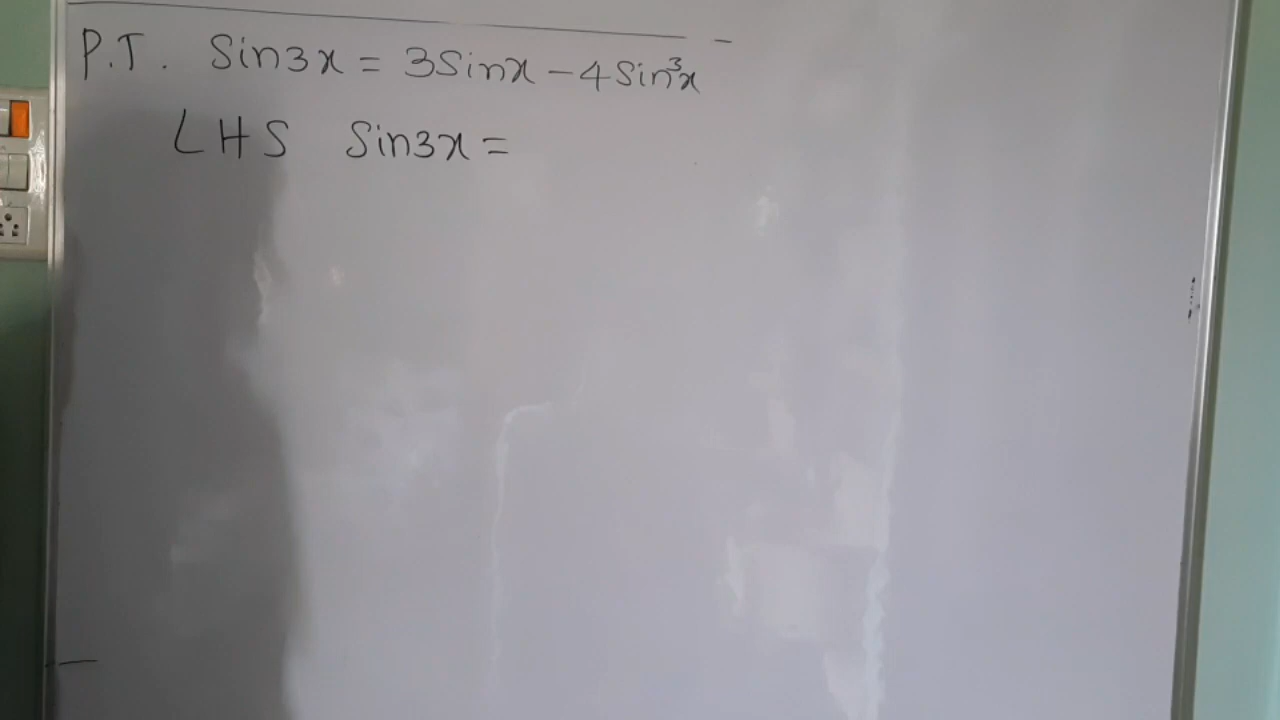 P.T. Sin3x = 3Sinx - 4Sin³x
LHS Sin3x =